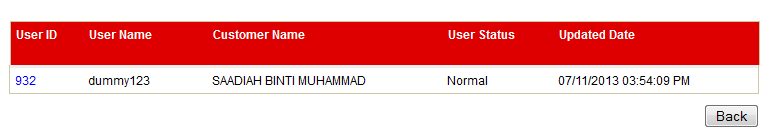 User ID User Name Customer Name User Status Updated Date
932 dummy123 SAADIAH BINTI MUHAMMAD Normal 07/11/2013 03:54:09 PM
Back